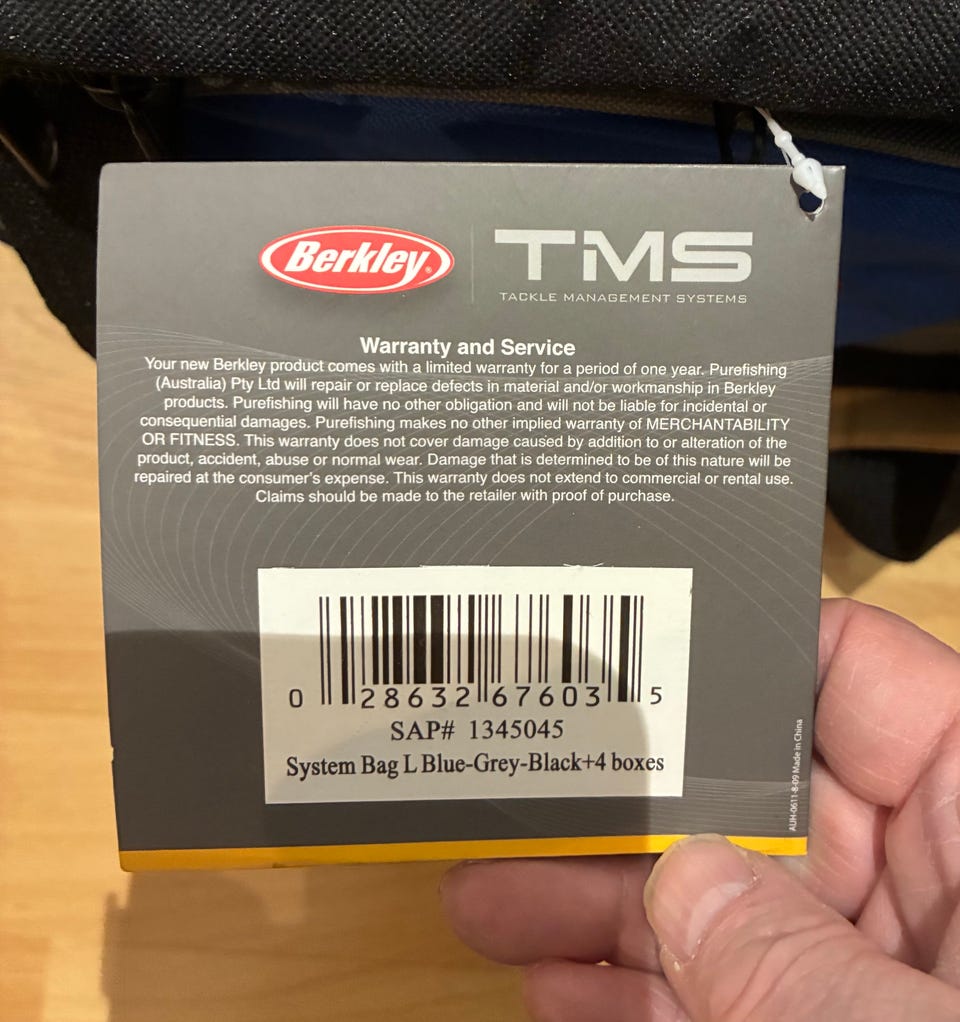 Berkley®
TMS
TACKLE MANAGEMENT SYSTEMS
Warranty and Service
Your new Berkley product comes with a limited warranty for a period of one year. Purefishing
(Australia) Pty Ltd will repair or replace defects in material and/or workmanship in Berkley
products. Purefishing will have no other obligation and will not be liable for incidental or
consequential damages. Purefishing makes no other implied warranty of MERCHANTABILITY
OR FITNESS. This warranty does not cover damage caused by addition to or alteration of the
product, accident, abuse or normal wear. Damage that is determined to be of this nature will be
repaired at the consumer's expense. This warranty does not extend to commercial or rental use.
Claims should be made to the retailer with proof of purchase.
0 28632 67603 5
SAP# 1345045
System Bag L Blue-Grey-Black+4 boxes
AUH-0611-8-09 Made in China